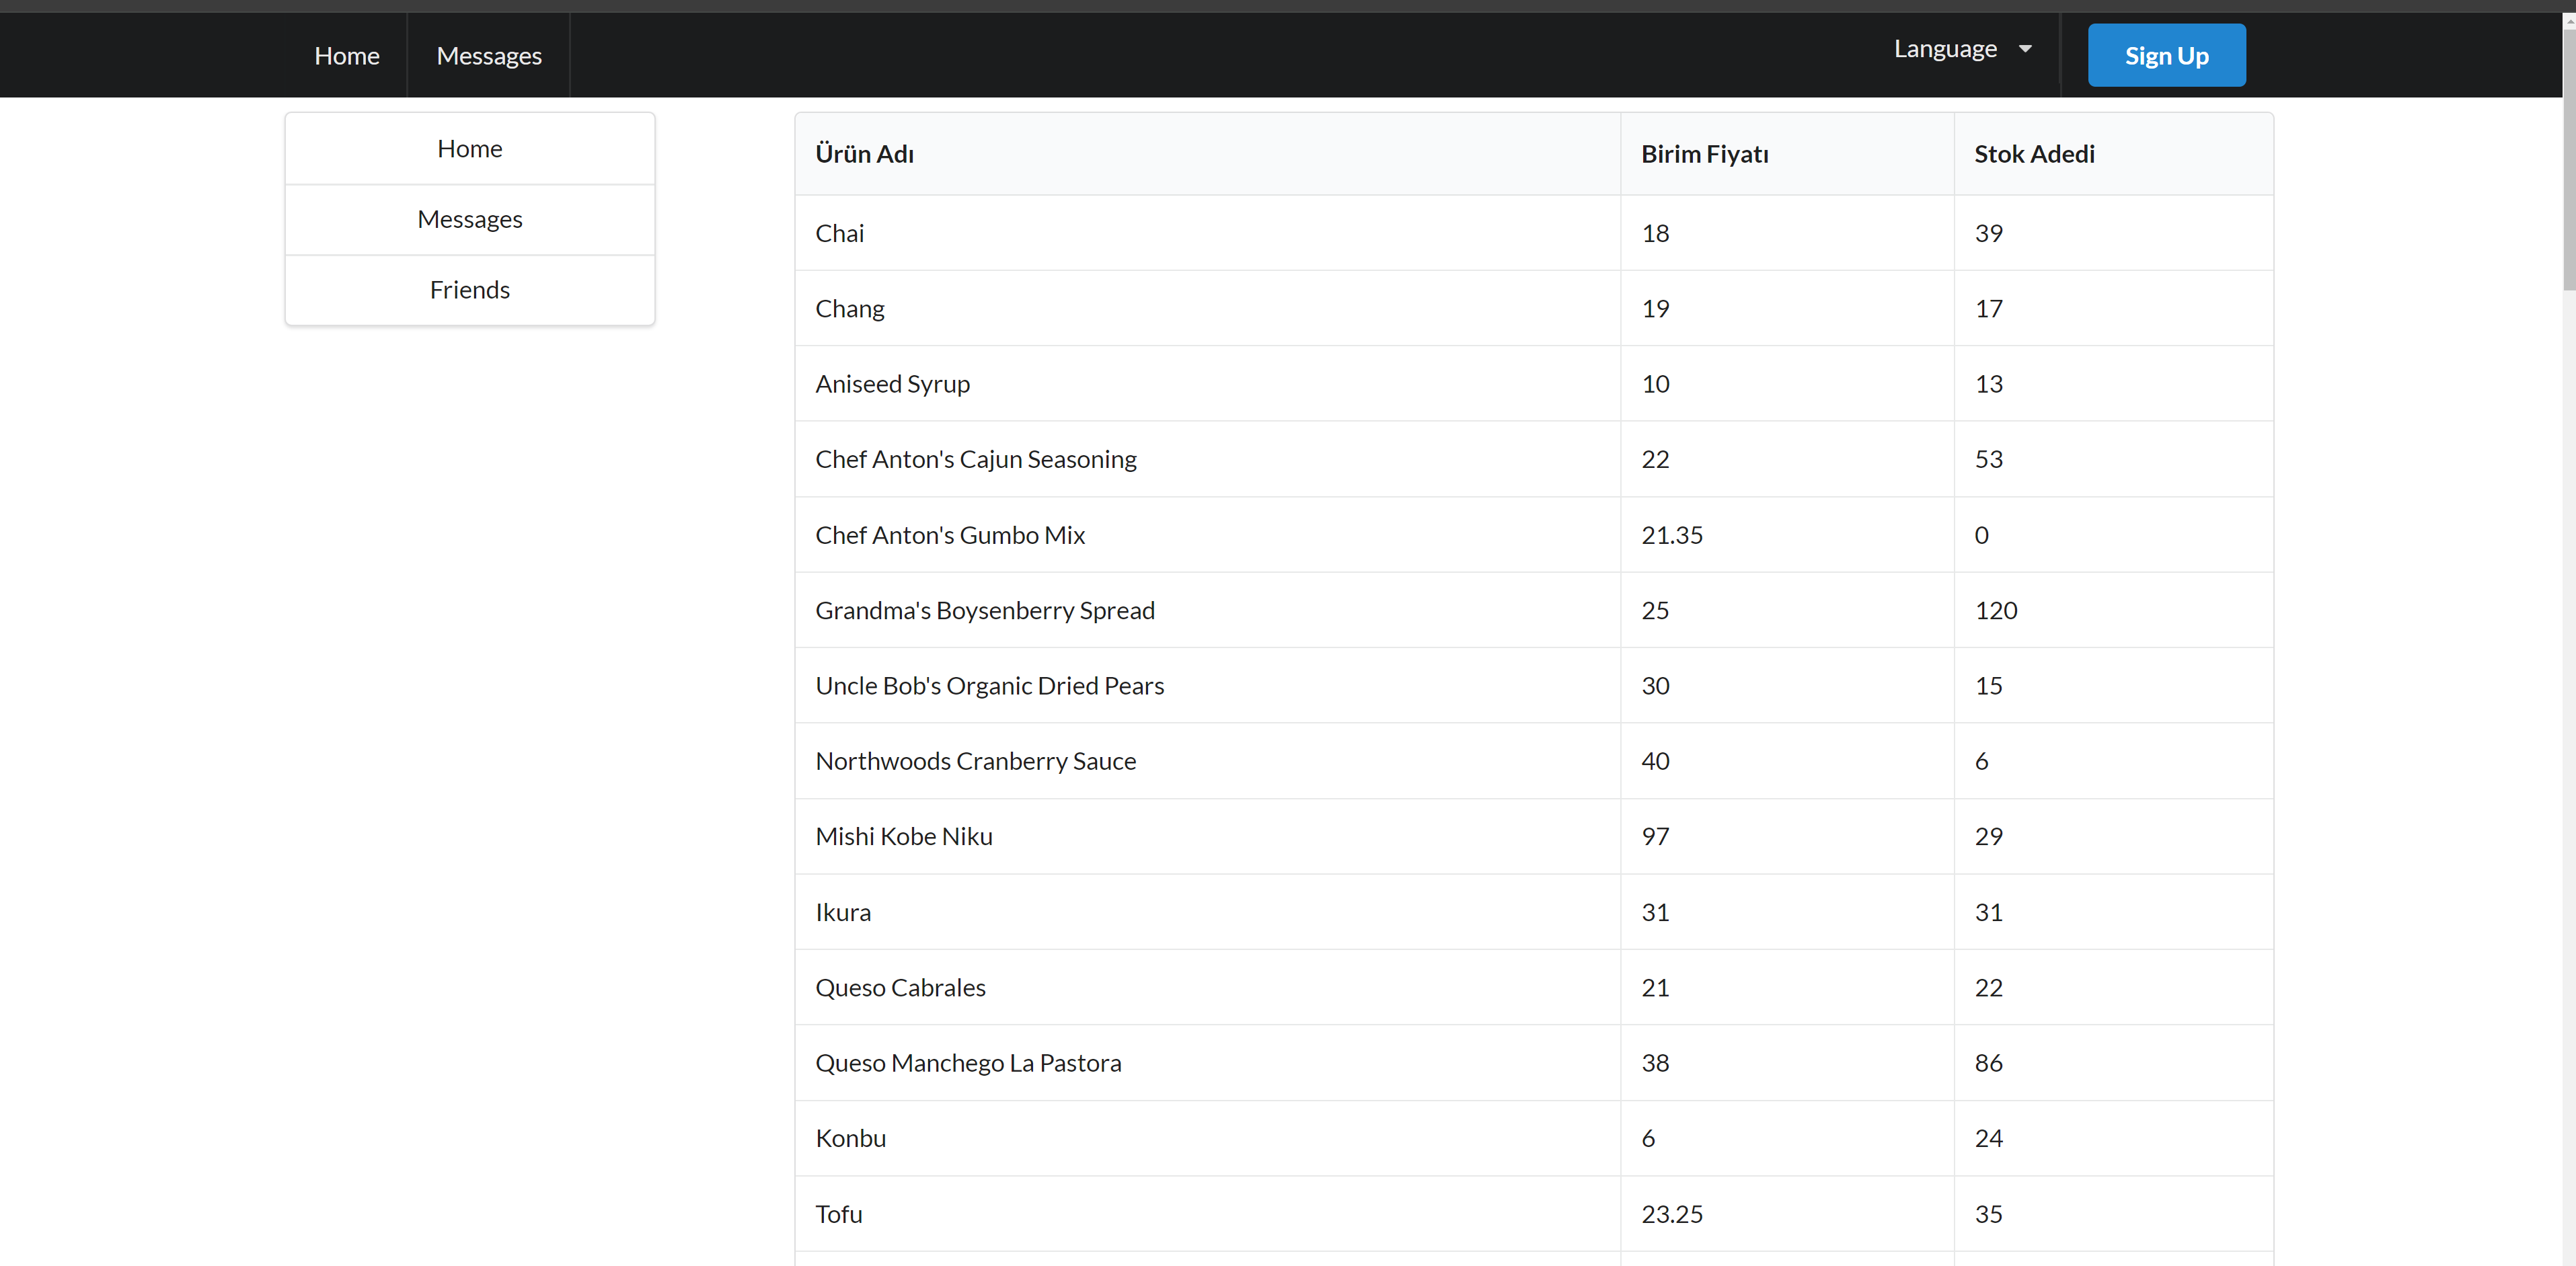 Home Messages Language Sign Up
Home
Messages
Friends
Ürün Adı Birim Fiyatı Stok Adedi
Chai 18 39
Chang 19 17
Aniseed Syrup 10 13
Chef Anton's Cajun Seasoning 22 53
Chef Anton's Gumbo Mix 21.35 0
Grandma's Boysenberry Spread 25 120
Uncle Bob's Organic Dried Pears 30 15
Northwoods Cranberry Sauce 40 6
Mishi Kobe Niku 97 29
Ikura 31 31
Queso Cabrales 21 22
Queso Manchego La Pastora 38 86
Konbu 6 24
Tofu 23.25 35